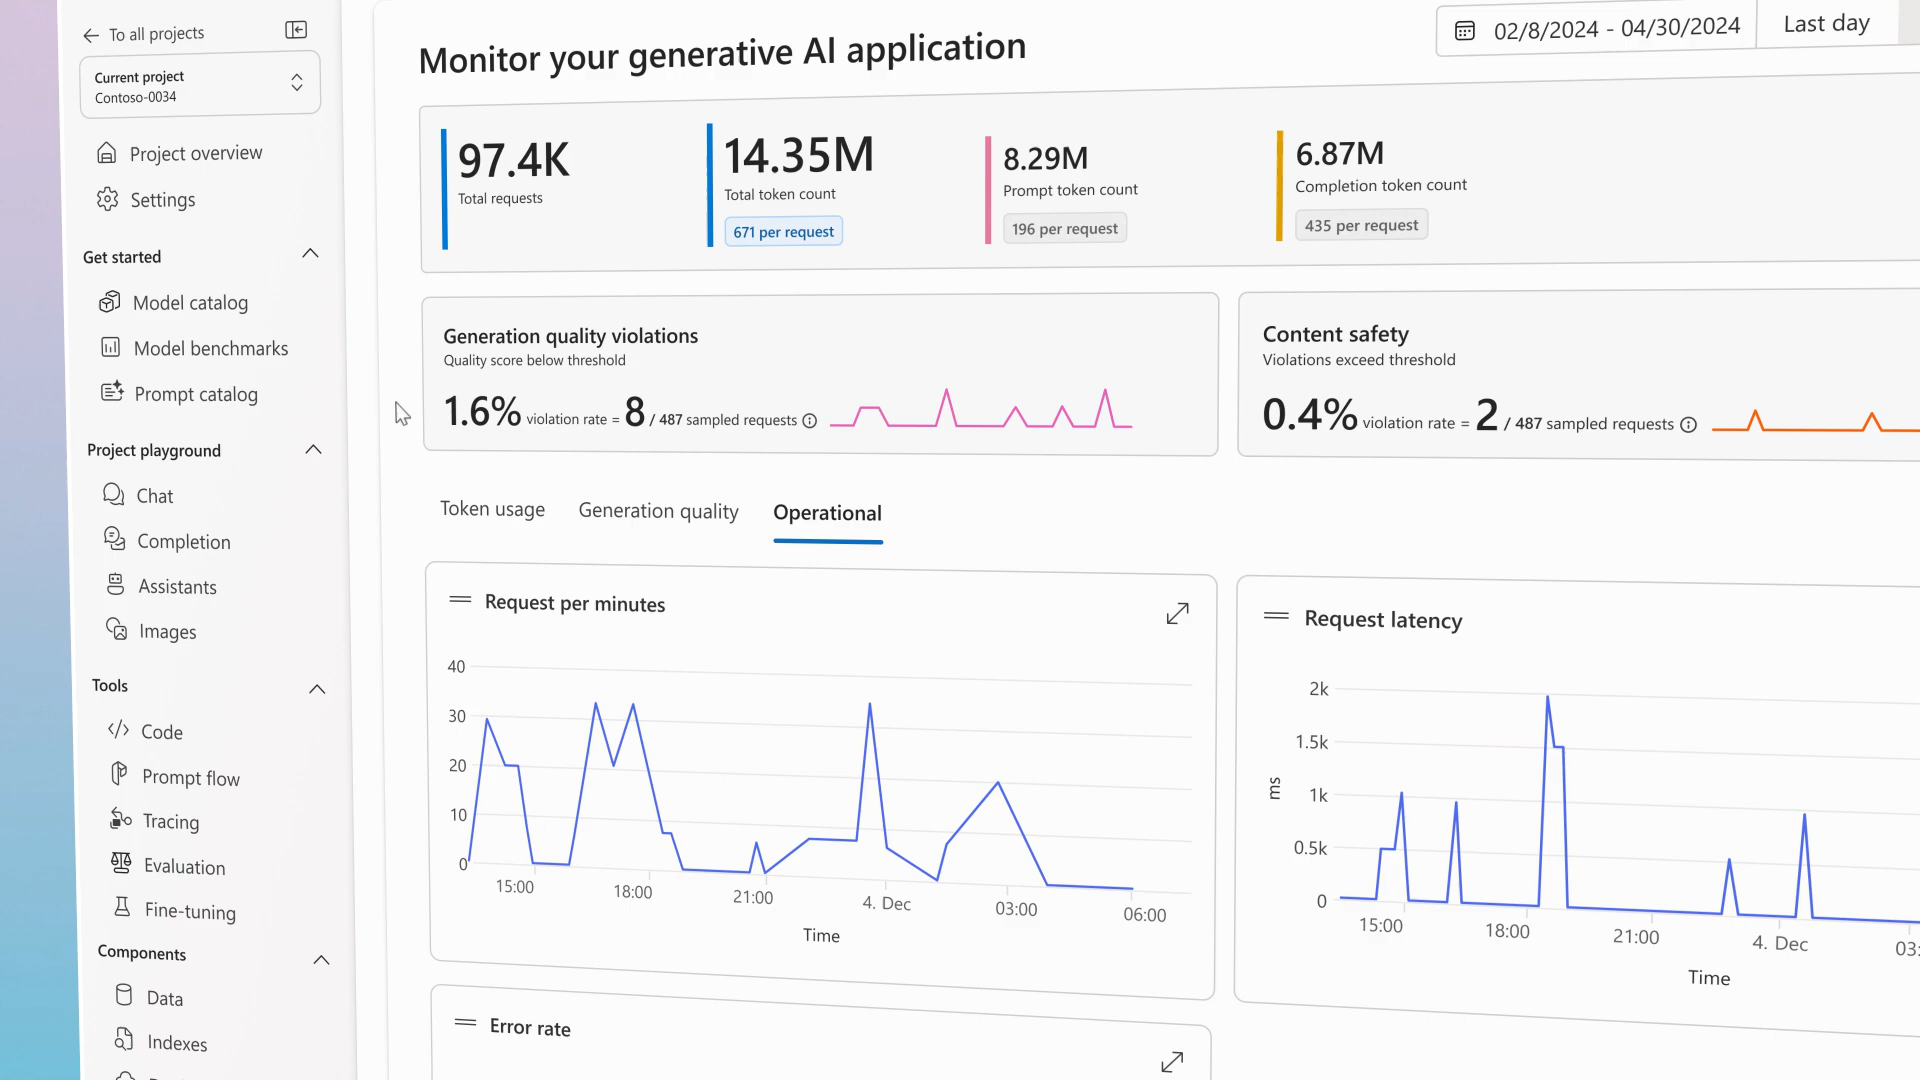 To all projects
Current project
Contoso-0034
Project overview
Settings
Get started
Model catalog
Model benchmarks
Prompt catalog
Project playground
Chat
Completion
Assistants
Images
Tools
Code
Prompt flow
Tracing
Evaluation
Fine-tuning
Components
Data
Indexes
Monitor your generative AI application
02/8/2024 - 04/30/2024
Last day
97.4K
Total requests
14.35M
Total token count
671 per request
8.29M
Prompt token count
196 per request
6.87M
Completion token count
435 per request
Generation quality violations
Quality score below threshold
1.6% violation rate = 8 / 487 sampled requests
Content safety
Violations exceed threshold
0.4% violation rate = 2 / 487 sampled requests
Token usage
Generation quality
Operational
Request per minutes
40
30
20
10
0
15:00
18:00
21:00
4. Dec
03:00
06:00
Time
Request latency
ms
2k
1.5k
1k
0.5k
0
15:00
18:00
21:00
4. Dec
03:
Time
Error rate